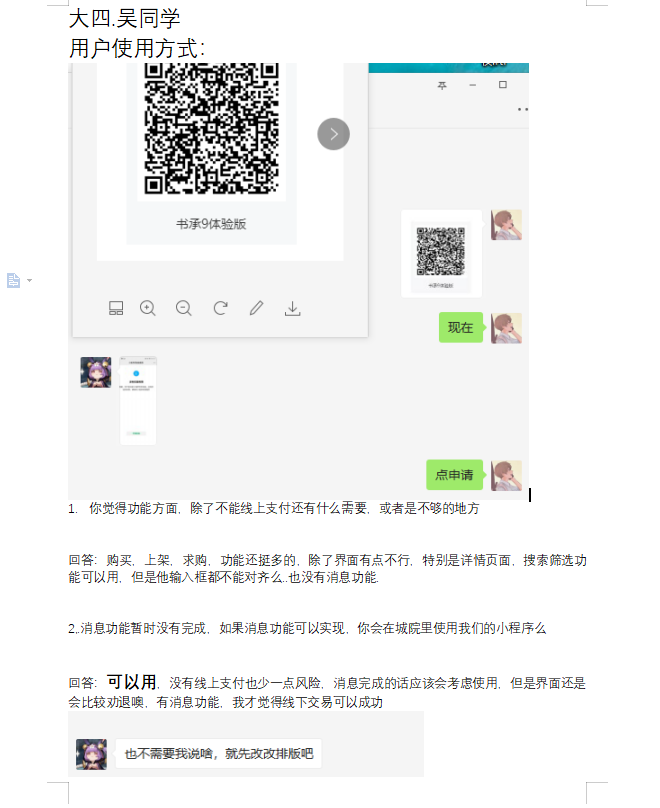 大四.吴同学
用户使用方式：
书承9体验版
书承9体验版
现在
点申请
1. 你觉得功能方面，除了不能线上支付还有什么需要，或者是不够的地方
回答：购买，上架，求购，功能还挺多的，除了界面有点不行，特别是详情页面，搜索筛选功
能可以用，但是他输入框都不能对齐么..也没有消息功能.
2..消息功能暂时没有完成，如果消息功能可以实现，你会在城院里使用我们的小程序么
回答：可以用，没有线上支付也少一点风险，消息完成的话应该会考虑使用，但是界面还是
会比较劝退噢，有消息功能，我才觉得线下交易可以成功
也不需要我说啥，就先改改排版吧